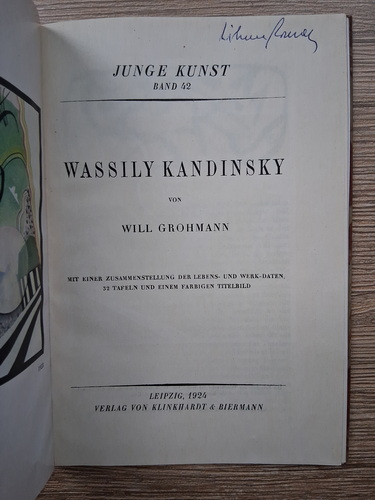 JUNGE KUNST
BAND 42
WASSILY KANDINSKY
VON
WILL GROHMANN
MIT EINER ZUSAMMENSTELLUNG DER LEBENS- UND WERK-DATEN,
32 TAFELN UND EINEM FARBIGEN TITELBILD
LEIPZIG, 1924
VERLAG VON KLINKHARDT & BIERMANN